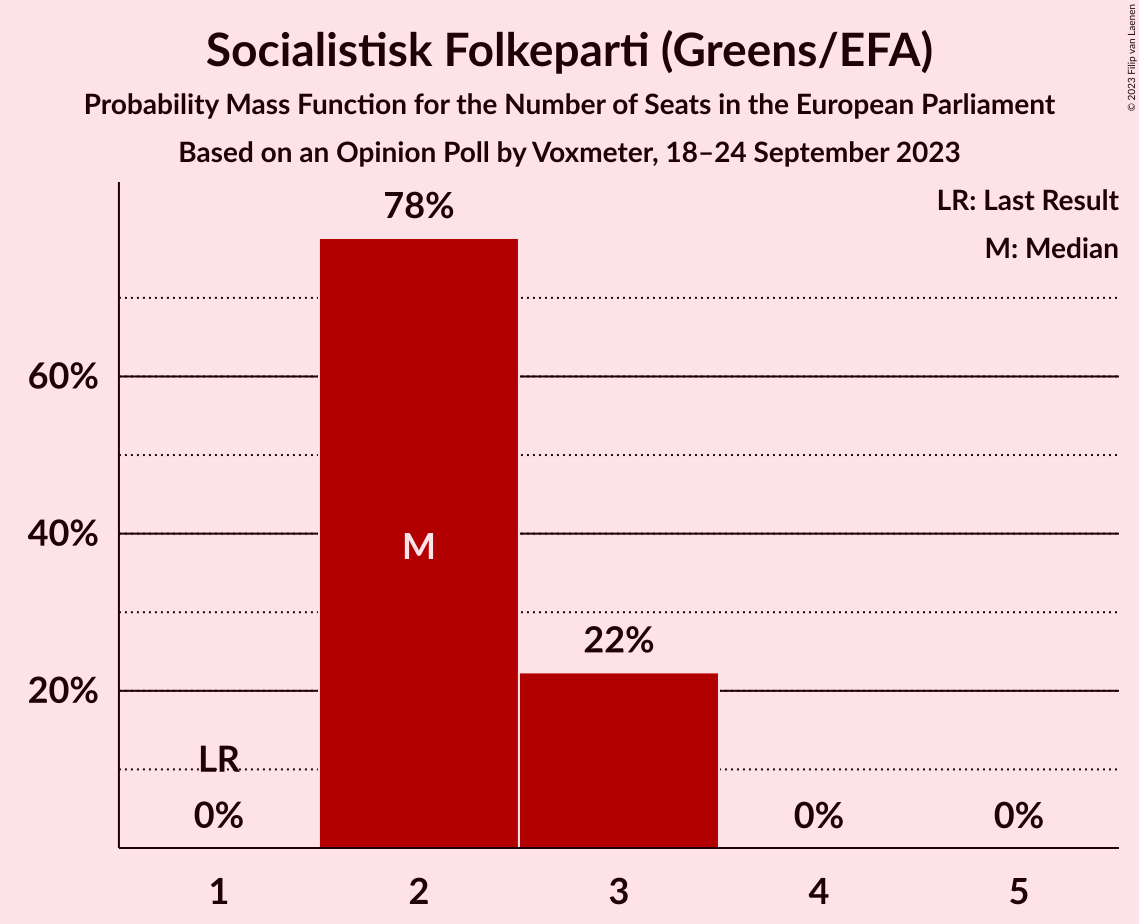 Socialistisk Folkeparti (Greens/EFA)
Probability Mass Function for the Number of Seats in the European Parliament
Based on an Opinion Poll by Voxmeter, 18–24 September 2023
© 2023 Filip van Laenen
LR: Last Result
M: Median
78%
60%
40%
M
22%
20%
LR
0%
0%
0%
1
2
3
4
5